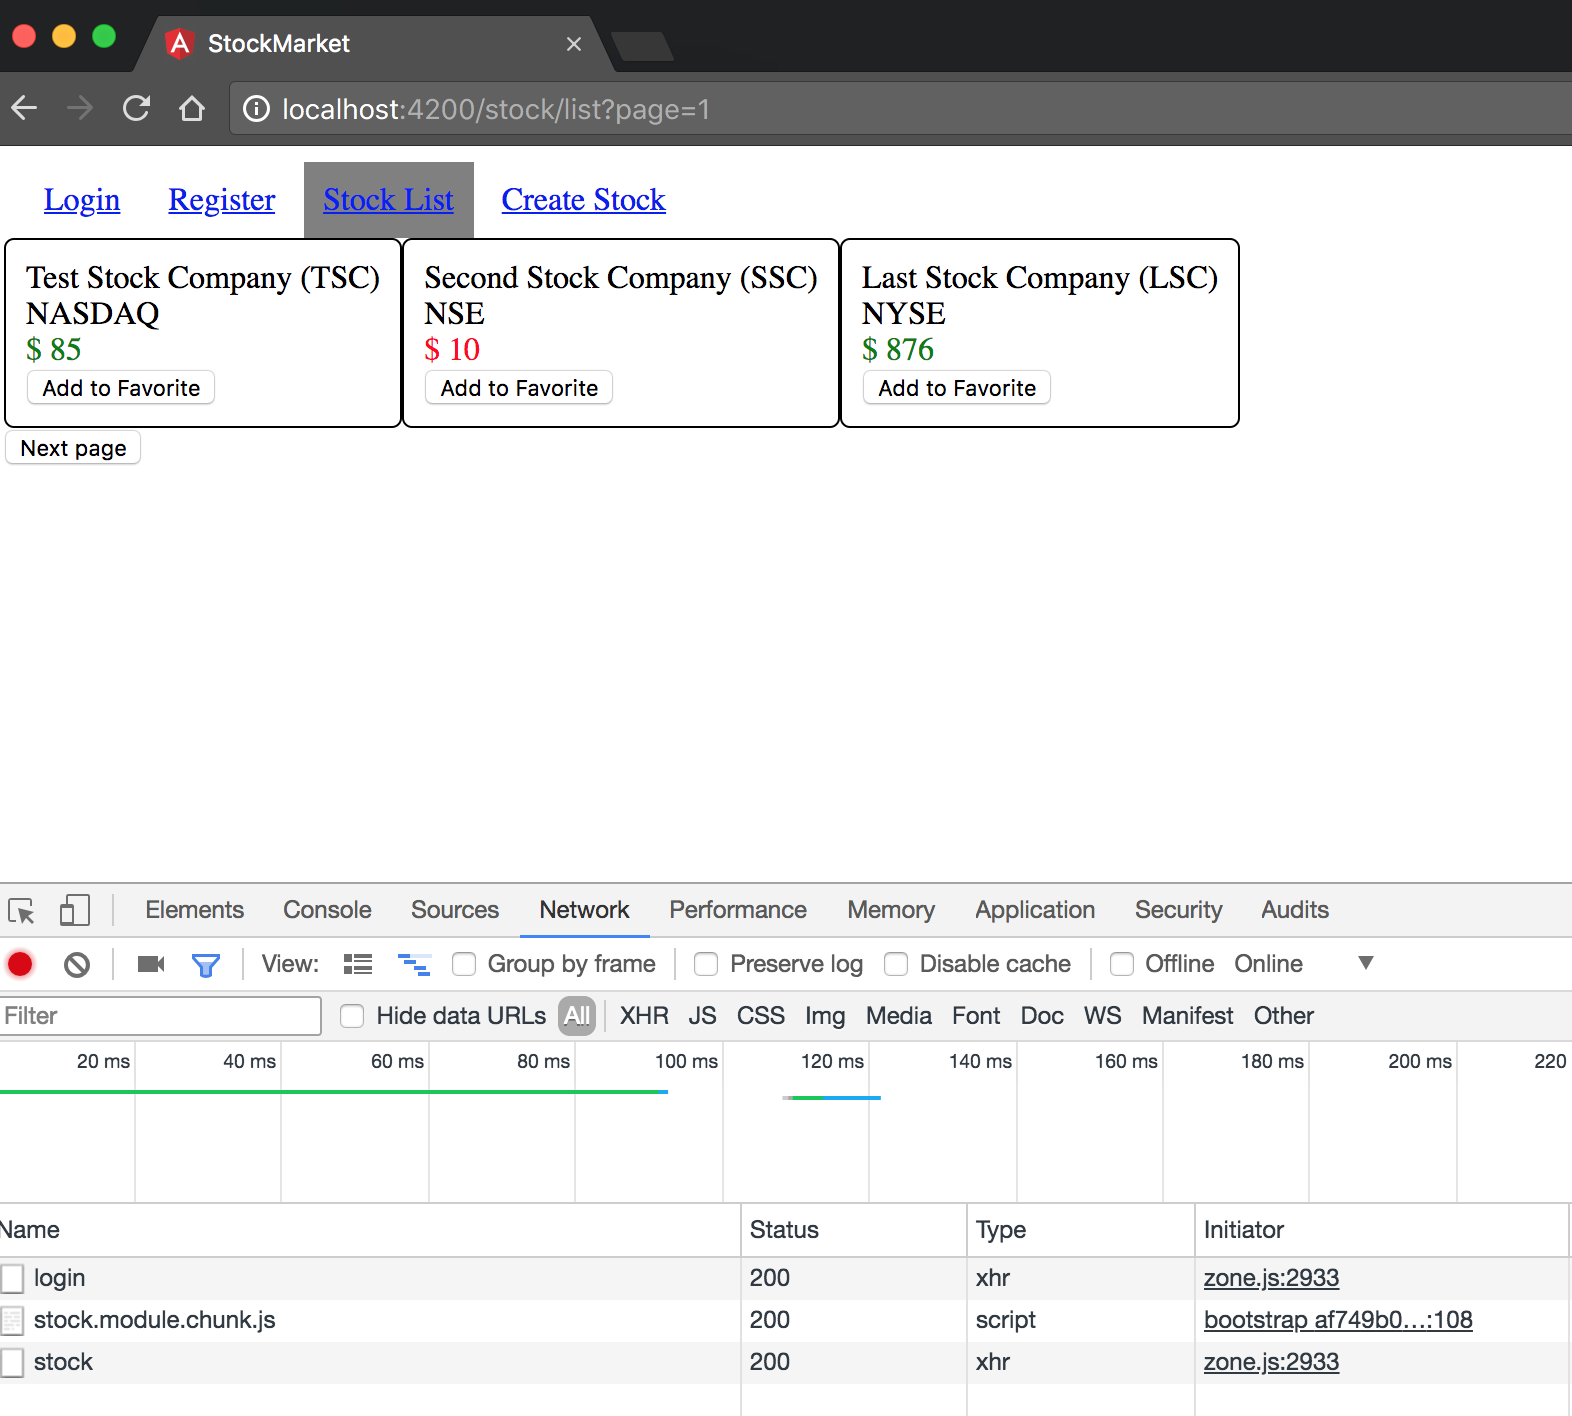 StockMarket
localhost:4200/stock/list?page=1
Login Register Stock List Create Stock
Test Stock Company (TSC) Second Stock Company (SSC) Last Stock Company (LSC)
NASDAQ NSE NYSE
$ 85 $ 10 $ 876
Add to Favorite Add to Favorite Add to Favorite
Next page
Elements Console Sources Network Performance Memory Application Security Audits
View: Group by frame Preserve log Disable cache Offline Online
Filter Hide data URLs All XHR JS CSS Img Media Font Doc WS Manifest Other
20 ms 40 ms 60 ms 80 ms 100 ms 120 ms 140 ms 160 ms 180 ms 200 ms 220
Name Status Type Initiator
login 200 xhr zone.js:2933
stock.module.chunk.js 200 script bootstrap af749b0…:108
stock 200 xhr zone.js:2933